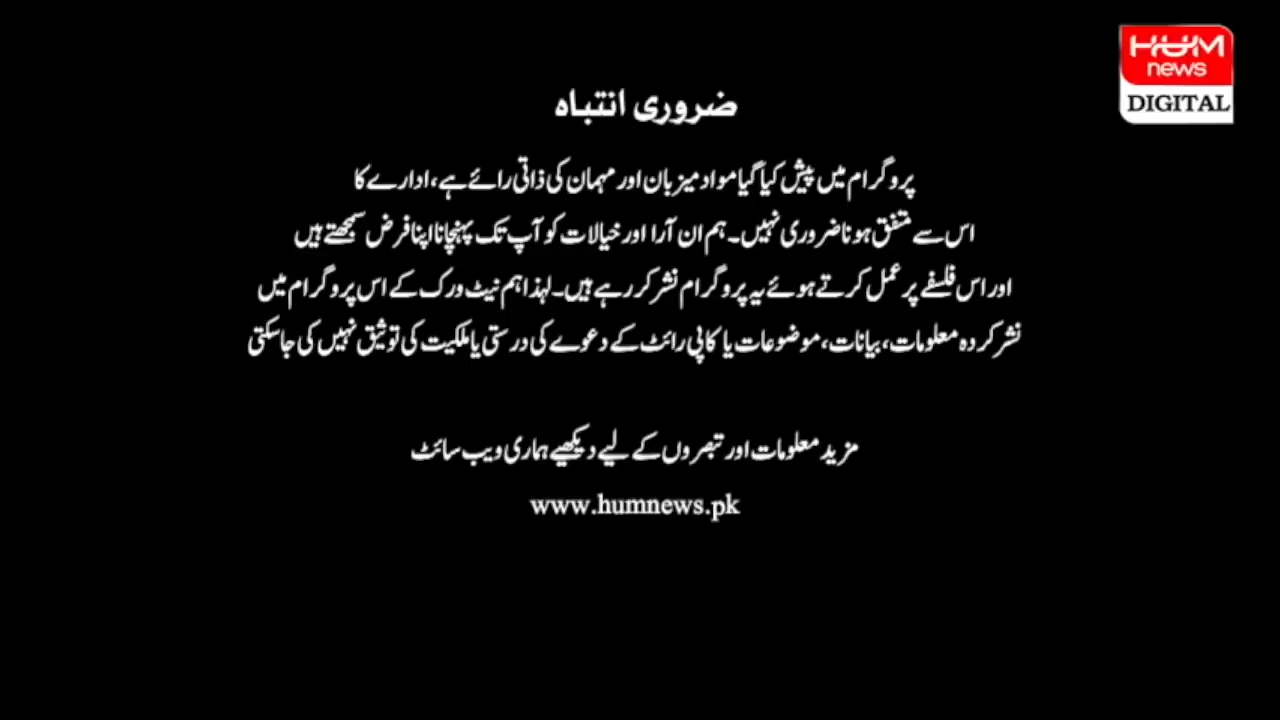 HUM
news
DIGITAL
ضروری انتباہ
پروگرام میں پیش کیا گیا مواد میزبان اور مہمان کی ذاتی رائے ہے، ادارے کا
اس سے متفق ہونا ضروری نہیں۔ ہم ان آرا اور خیالات کو آپ تک پہنچانا اپنا فرض سمجھتے ہیں
اور اس فلسفے پر عمل کرتے ہوئے یہ پروگرام نشر کر رہے ہیں۔ لہذا ہم نیٹ ورک کے اس پروگرام میں
نشر کردہ معلومات، بیانات، موضوعات یا کاپی رائٹ کے دعوے کی درستی یا ملکیت کی توثیق نہیں کی جاسکتی
مزید معلومات اور تبصروں کے لیے دیکھیے ہماری ویب سائٹ
www.humnews.pk